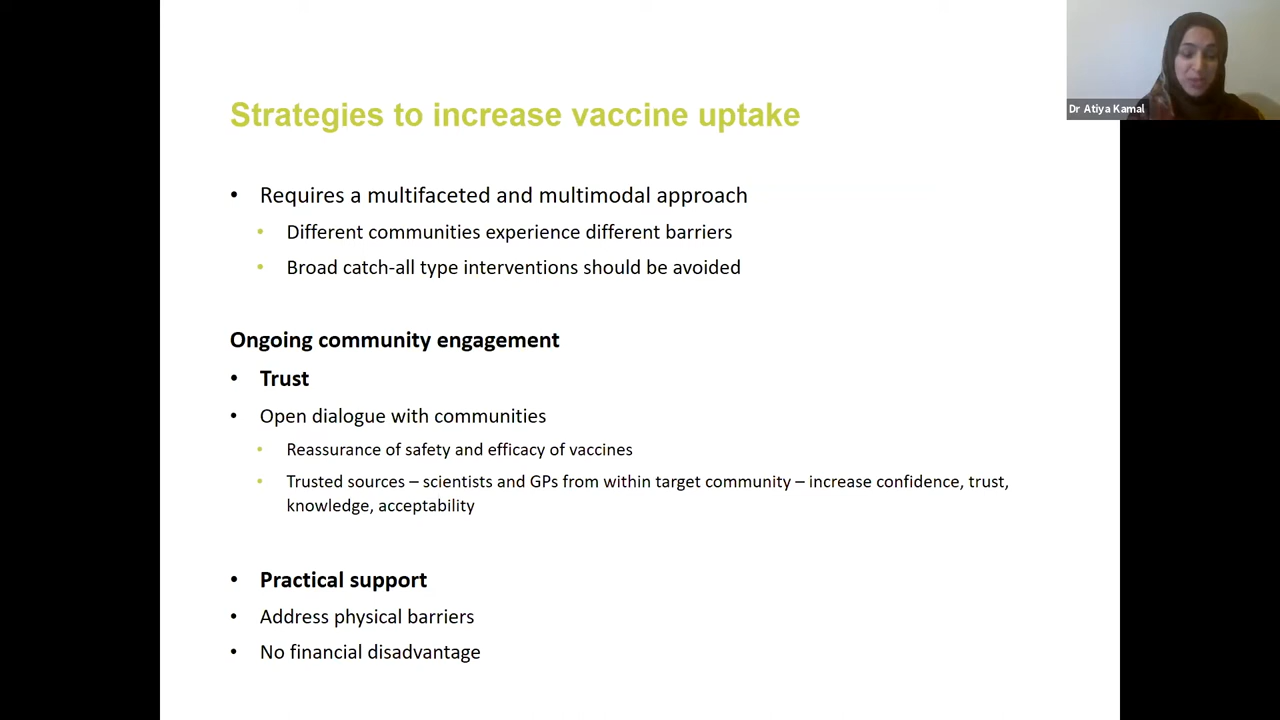 Strategies to increase vaccine uptake
Dr Atiya Kamal
• Requires a multifaceted and multimodal approach
• Different communities experience different barriers
• Broad catch-all type interventions should be avoided
Ongoing community engagement
• Trust
• Open dialogue with communities
• Reassurance of safety and efficacy of vaccines
• Trusted sources – scientists and GPs from within target community – increase confidence, trust,
knowledge, acceptability
• Practical support
• Address physical barriers
• No financial disadvantage